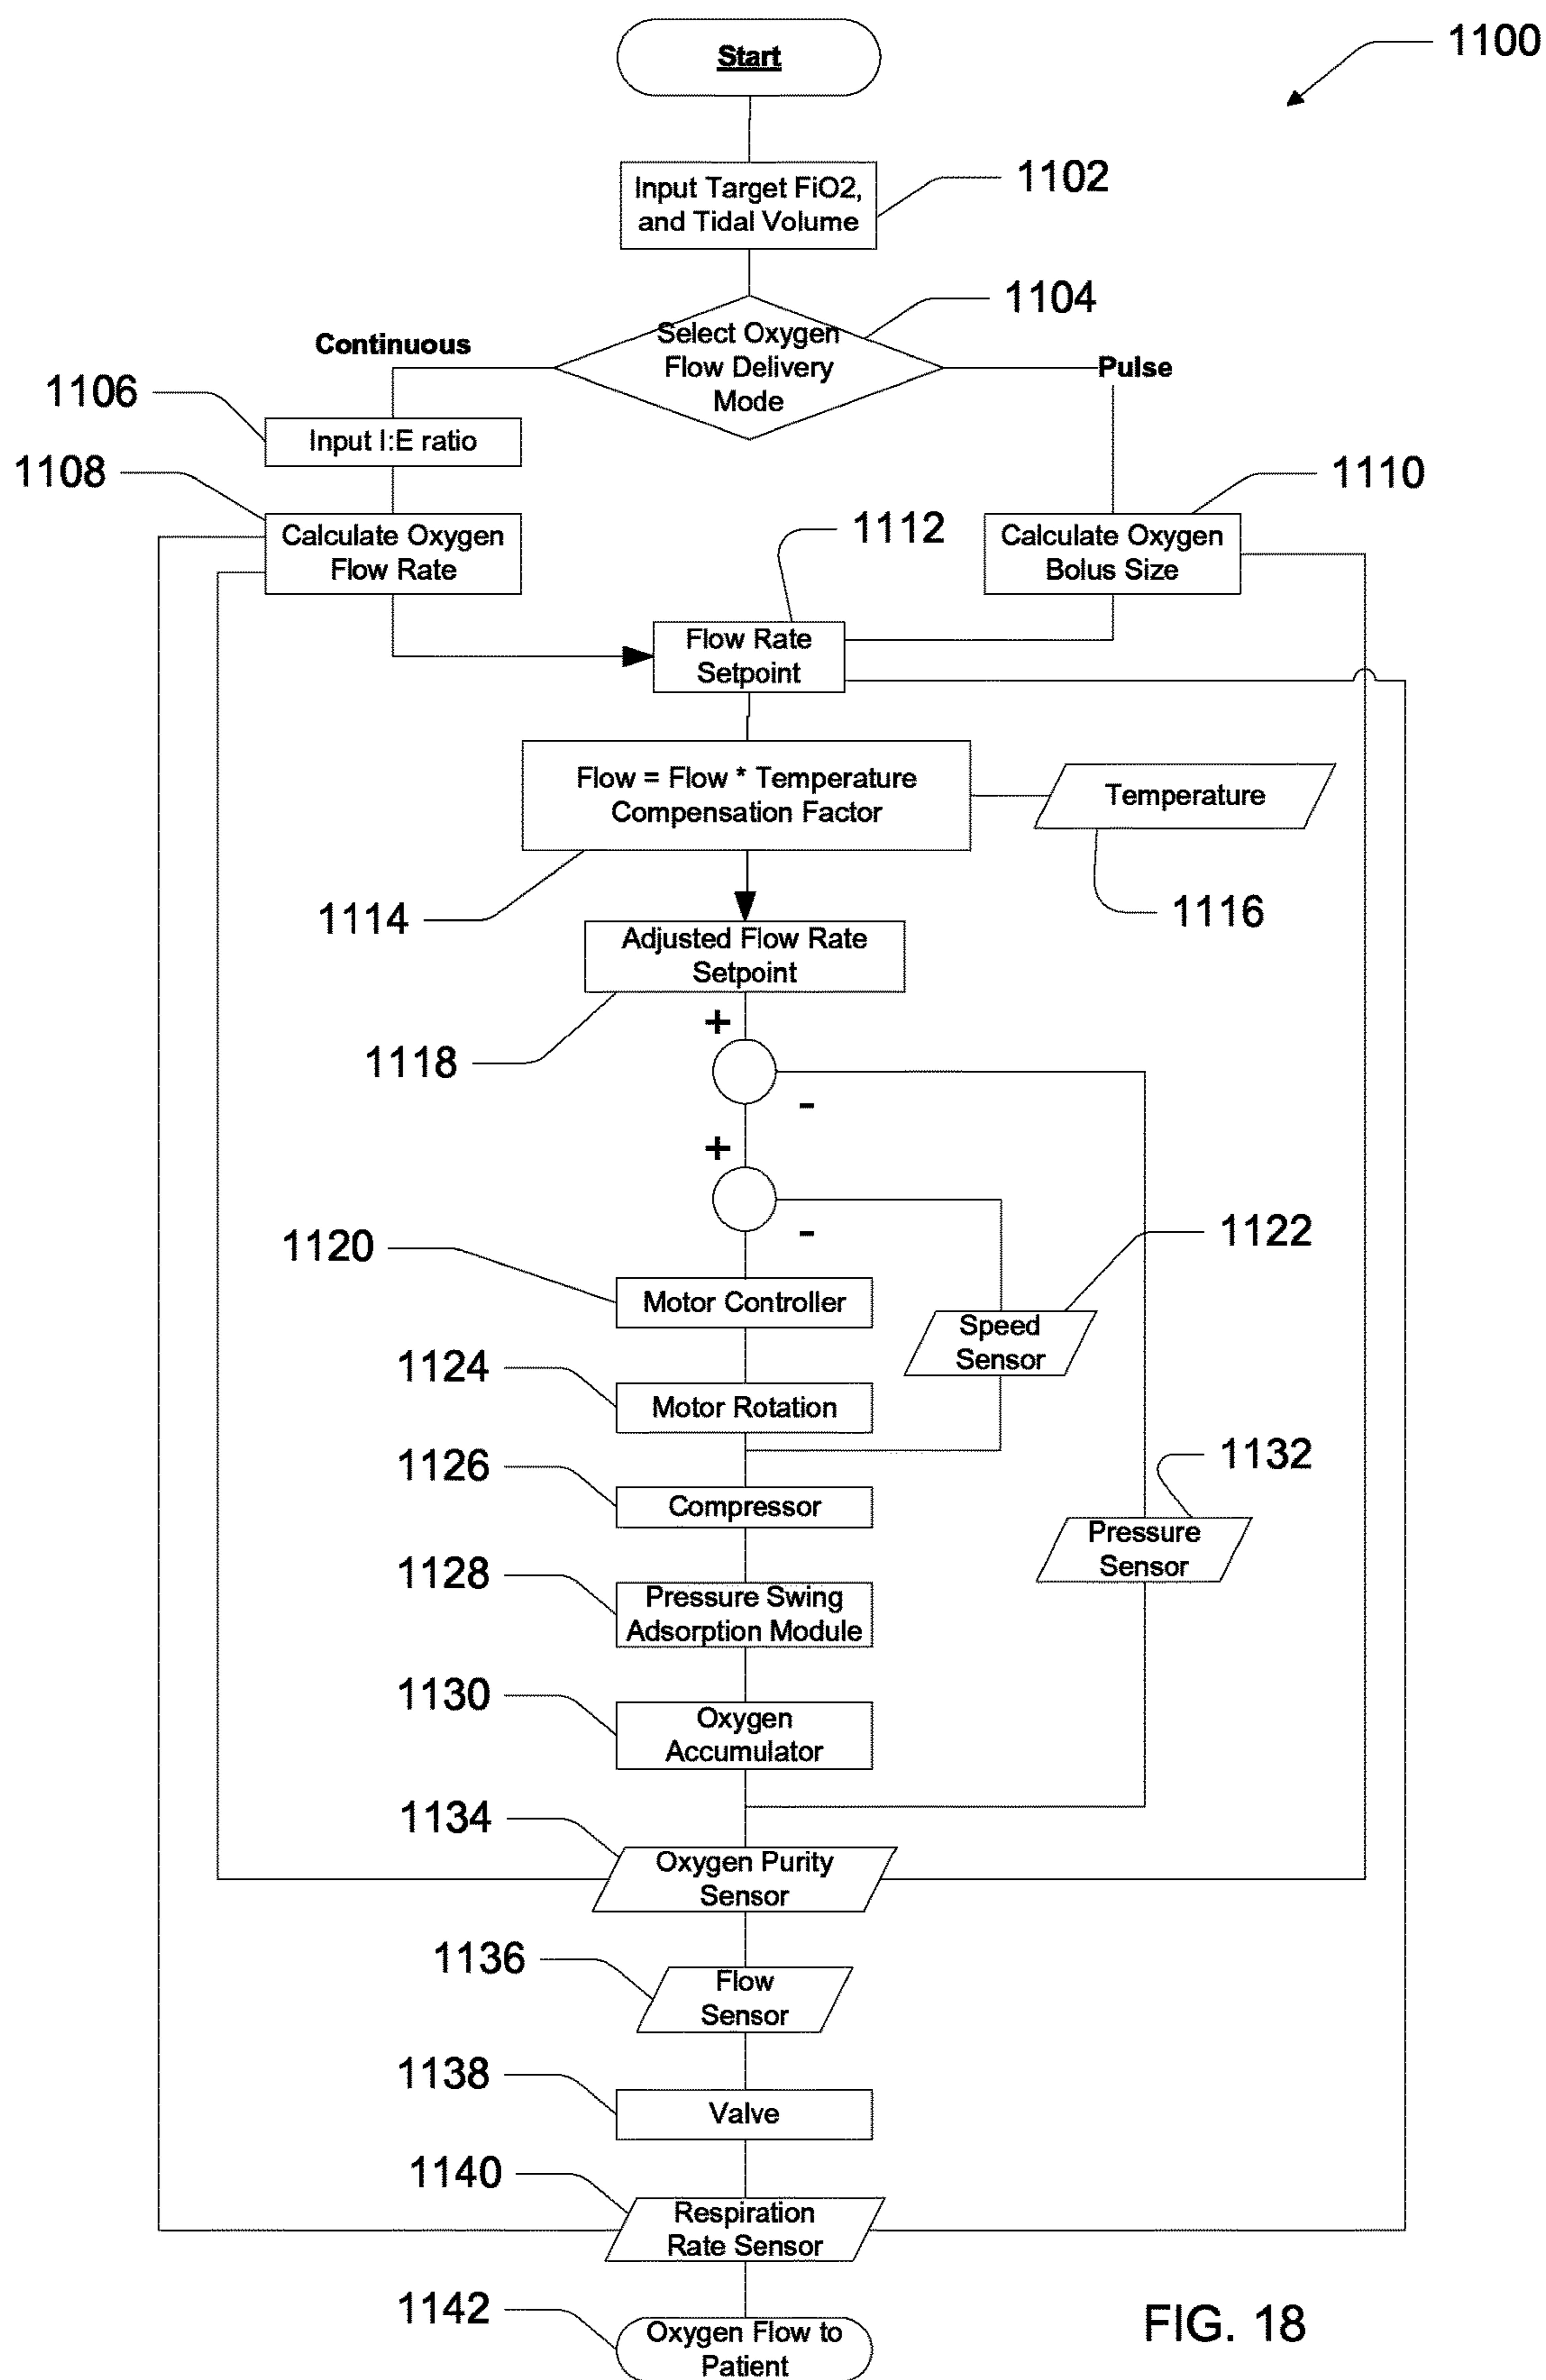 Start
1100
Input Target FiO2,
and Tidal Volume
1102
1104
Select Oxygen
Flow Delivery
Mode
Continuous
Pulse
1106
Input I:E ratio
1108
Calculate Oxygen
Flow Rate
1110
Calculate Oxygen
Bolus Size
1112
Flow Rate
Setpoint
Flow = Flow * Temperature
Compensation Factor
Temperature
1114
1116
Adjusted Flow Rate
Setpoint
1118
+
-
+
-
1120
Motor Controller
1122
Speed
Sensor
1124
Motor Rotation
1126
Compressor
1132
Pressure
Sensor
1128
Pressure Swing
Adsorption Module
1130
Oxygen
Accumulator
1134
Oxygen Purity
Sensor
1136
Flow
Sensor
1138
Valve
1140
Respiration
Rate Sensor
1142
Oxygen Flow to
Patient
FIG. 18